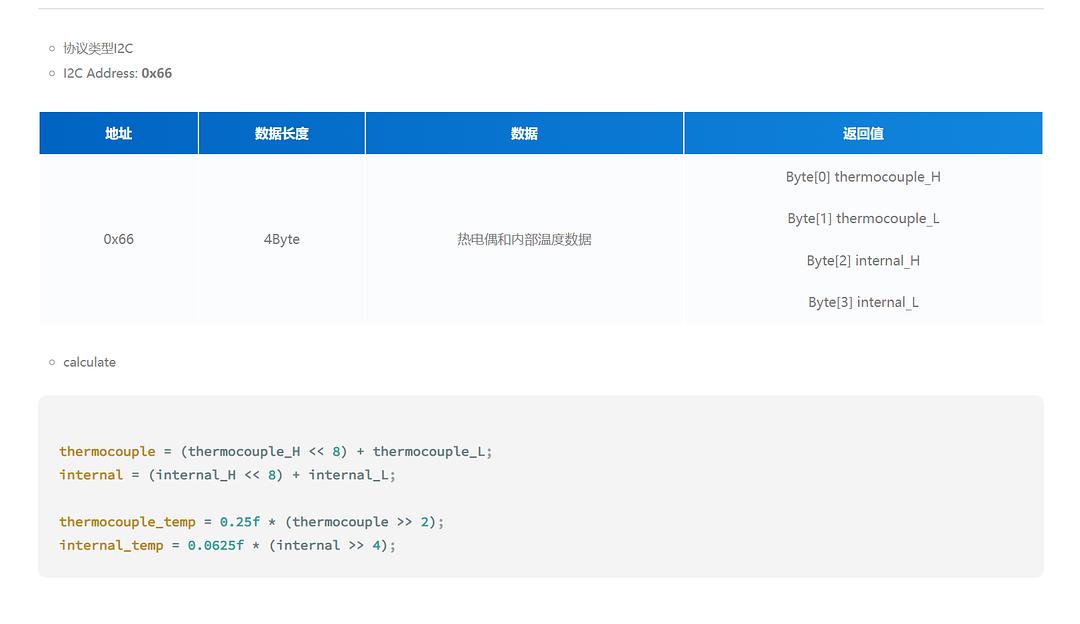 协议类型I2C
I2C Address: 0x66
地址 数据长度 数据 返回值
0x66 4Byte 热电偶和内部温度数据
Byte[0] thermocouple_H
Byte[1] thermocouple_L
Byte[2] internal_H
Byte[3] internal_L
calculate
thermocouple = (thermocouple_H << 8) + thermocouple_L;
internal = (internal_H << 8) + internal_L;
thermocouple_temp = 0.25f * (thermocouple >> 2);
internal_temp = 0.0625f * (internal >> 4);